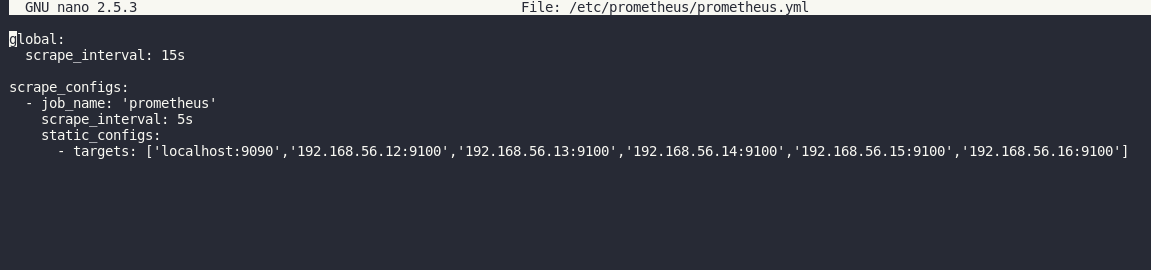 GNU nano 2.5.3 File: /etc/prometheus/prometheus.yml
global:
  scrape_interval: 15s
scrape_configs:
  - job_name: 'prometheus'
    scrape_interval: 5s
    static_configs:
      - targets: ['localhost:9090','192.168.56.12:9100','192.168.56.13:9100','192.168.56.14:9100','192.168.56.15:9100','192.168.56.16:9100']